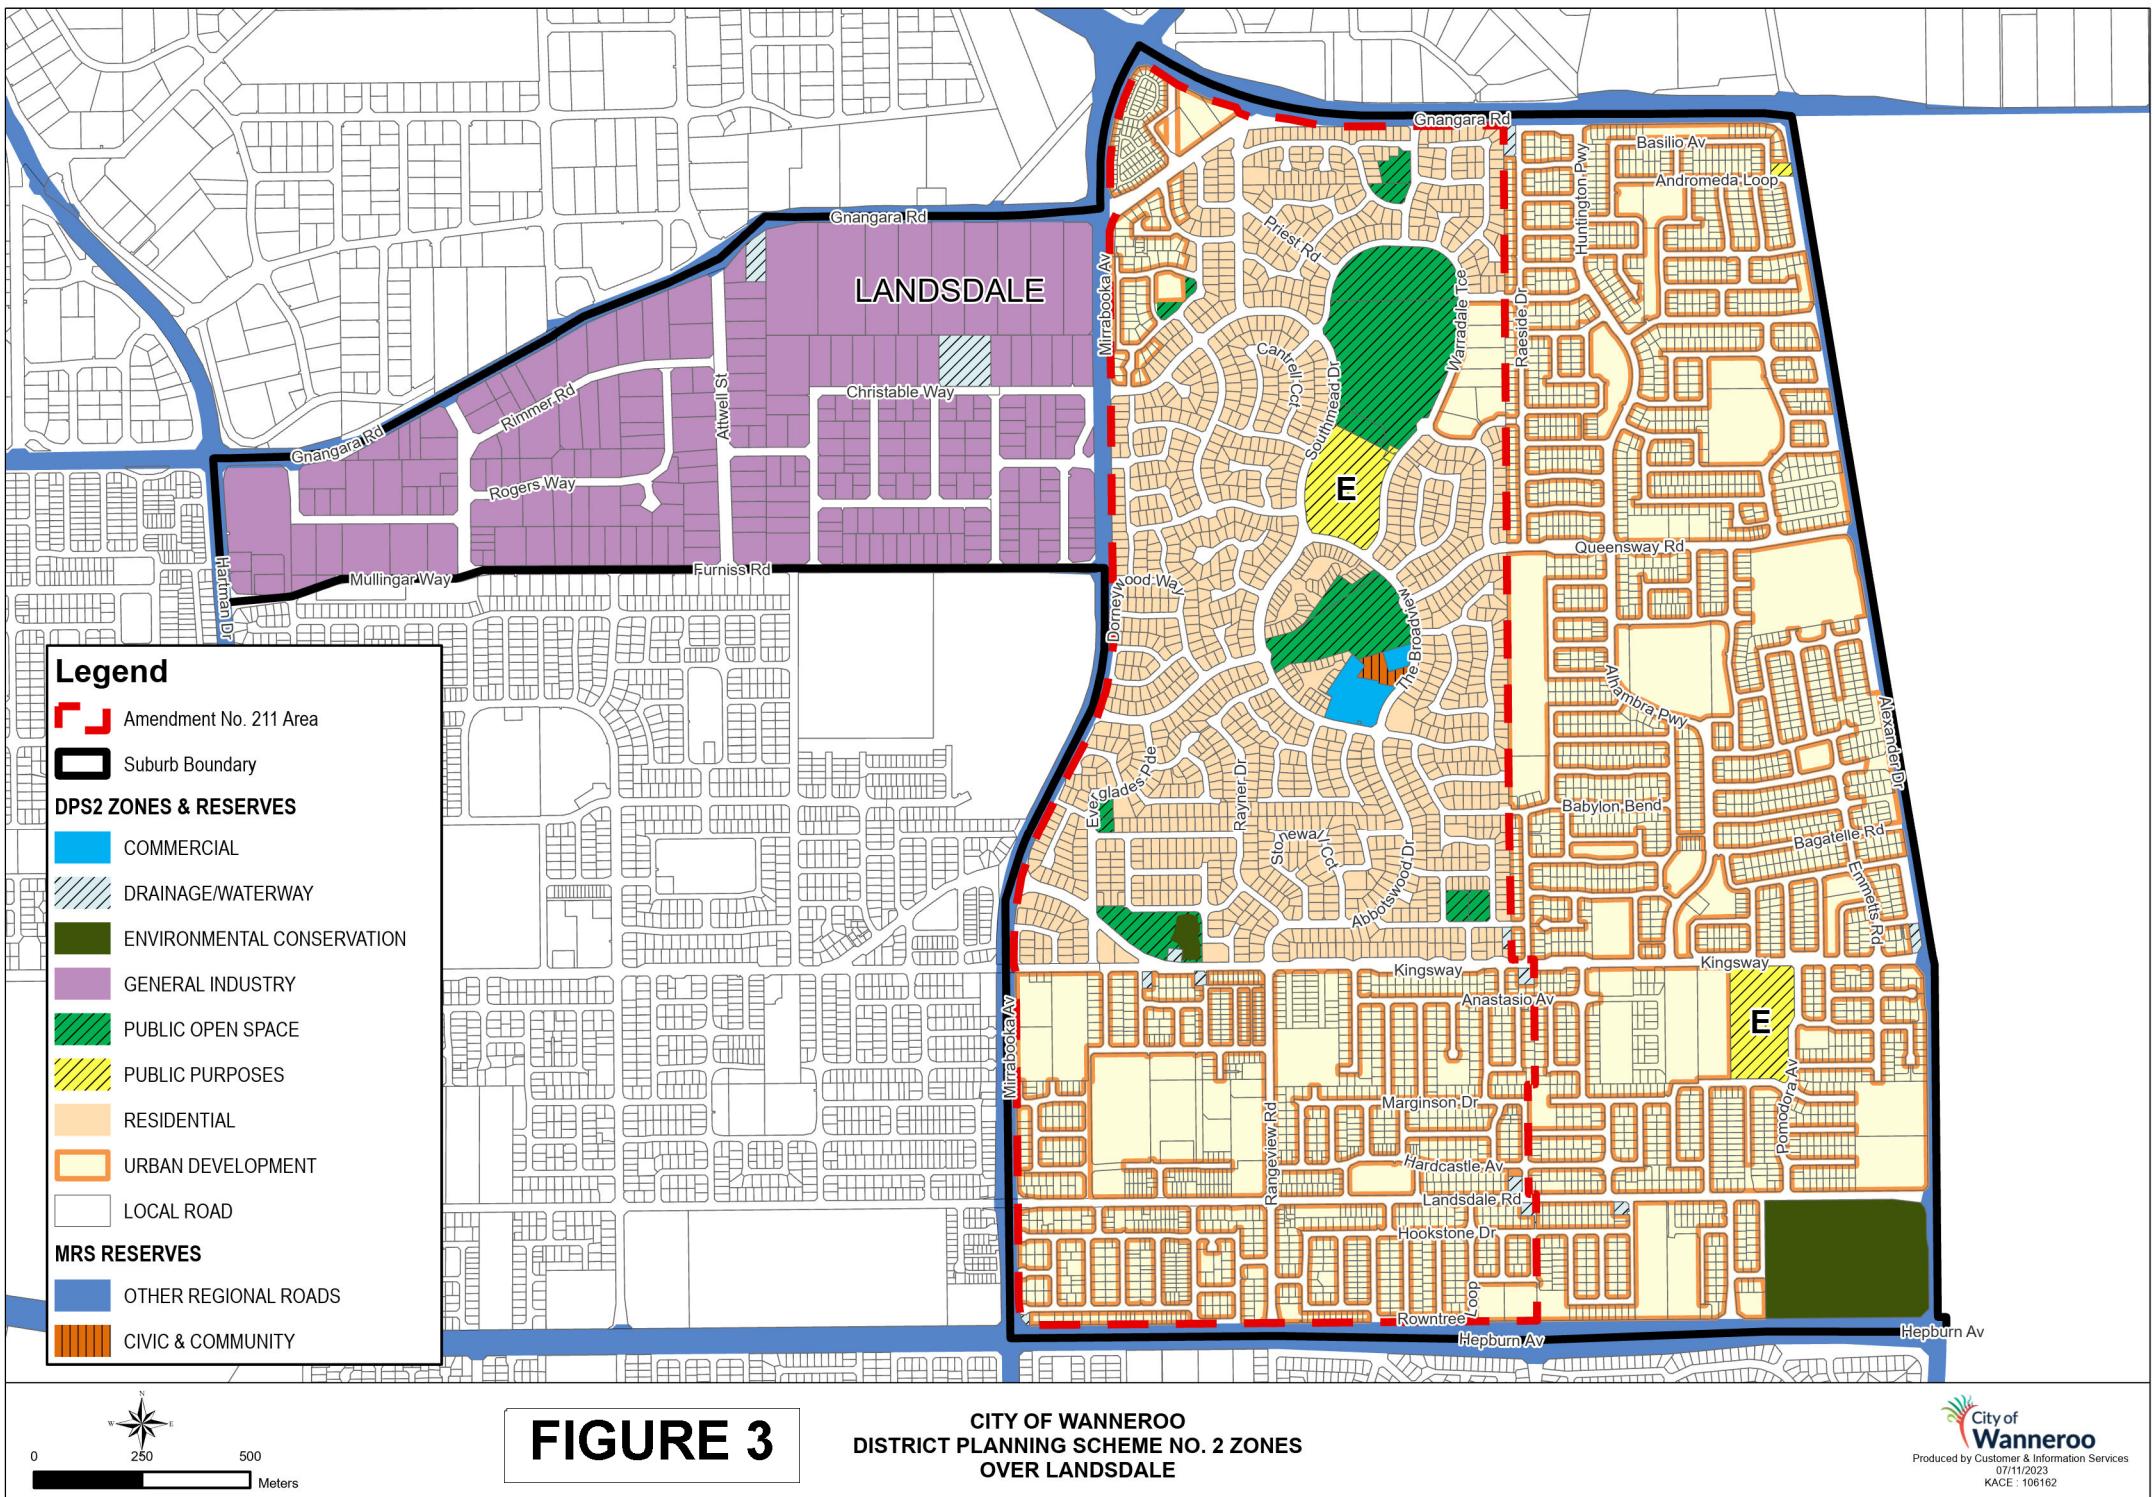 Gnangara Rd
Basilio Av
Andromeda Loop
Huntington Pwy
Gnangara Rd
Priest Rd
LANDSDALE
Mirrabooka Av
Warradale Tce
Raeside Dr
Cantrell Cct
Southmead Dr
Christable Way
Rimmer Rd
Attwell St
Gnangara Rd
Rogers Way
E
Queensway Rd
Furniss Rd
Mullingar Way
Hartman Dr
Dorneywood Way
The Broadview
Alhambra Pwy
Alexander Dr
Everglades Pde
Rayner Dr
Stonewall Cct
Abbotswood Dr
Babylon Bend
Bagatelle Rd
Emmetts Rd
Kingsway
Kingsway
Anastasio Av
E
Mirrabooka Av
Rangeview Rd
Marginson Dr
Pomodora Av
Hardcastle Av
Landsdale Rd
Hookstone Dr
Rowntree Loop
Hepburn Av
Hepburn Av
Legend
Amendment No. 211 Area
Suburb Boundary
DPS2 ZONES & RESERVES
COMMERCIAL
DRAINAGE/WATERWAY
ENVIRONMENTAL CONSERVATION
GENERAL INDUSTRY
PUBLIC OPEN SPACE
PUBLIC PURPOSES
RESIDENTIAL
URBAN DEVELOPMENT
LOCAL ROAD
MRS RESERVES
OTHER REGIONAL ROADS
CIVIC & COMMUNITY
N
W E
S
0 250 500
Meters
FIGURE 3
CITY OF WANNEROO
DISTRICT PLANNING SCHEME NO. 2 ZONES
OVER LANDSDALE
City of
Wanneroo
Produced by Customer & Information Services
07/11/2023
KACE : 106162